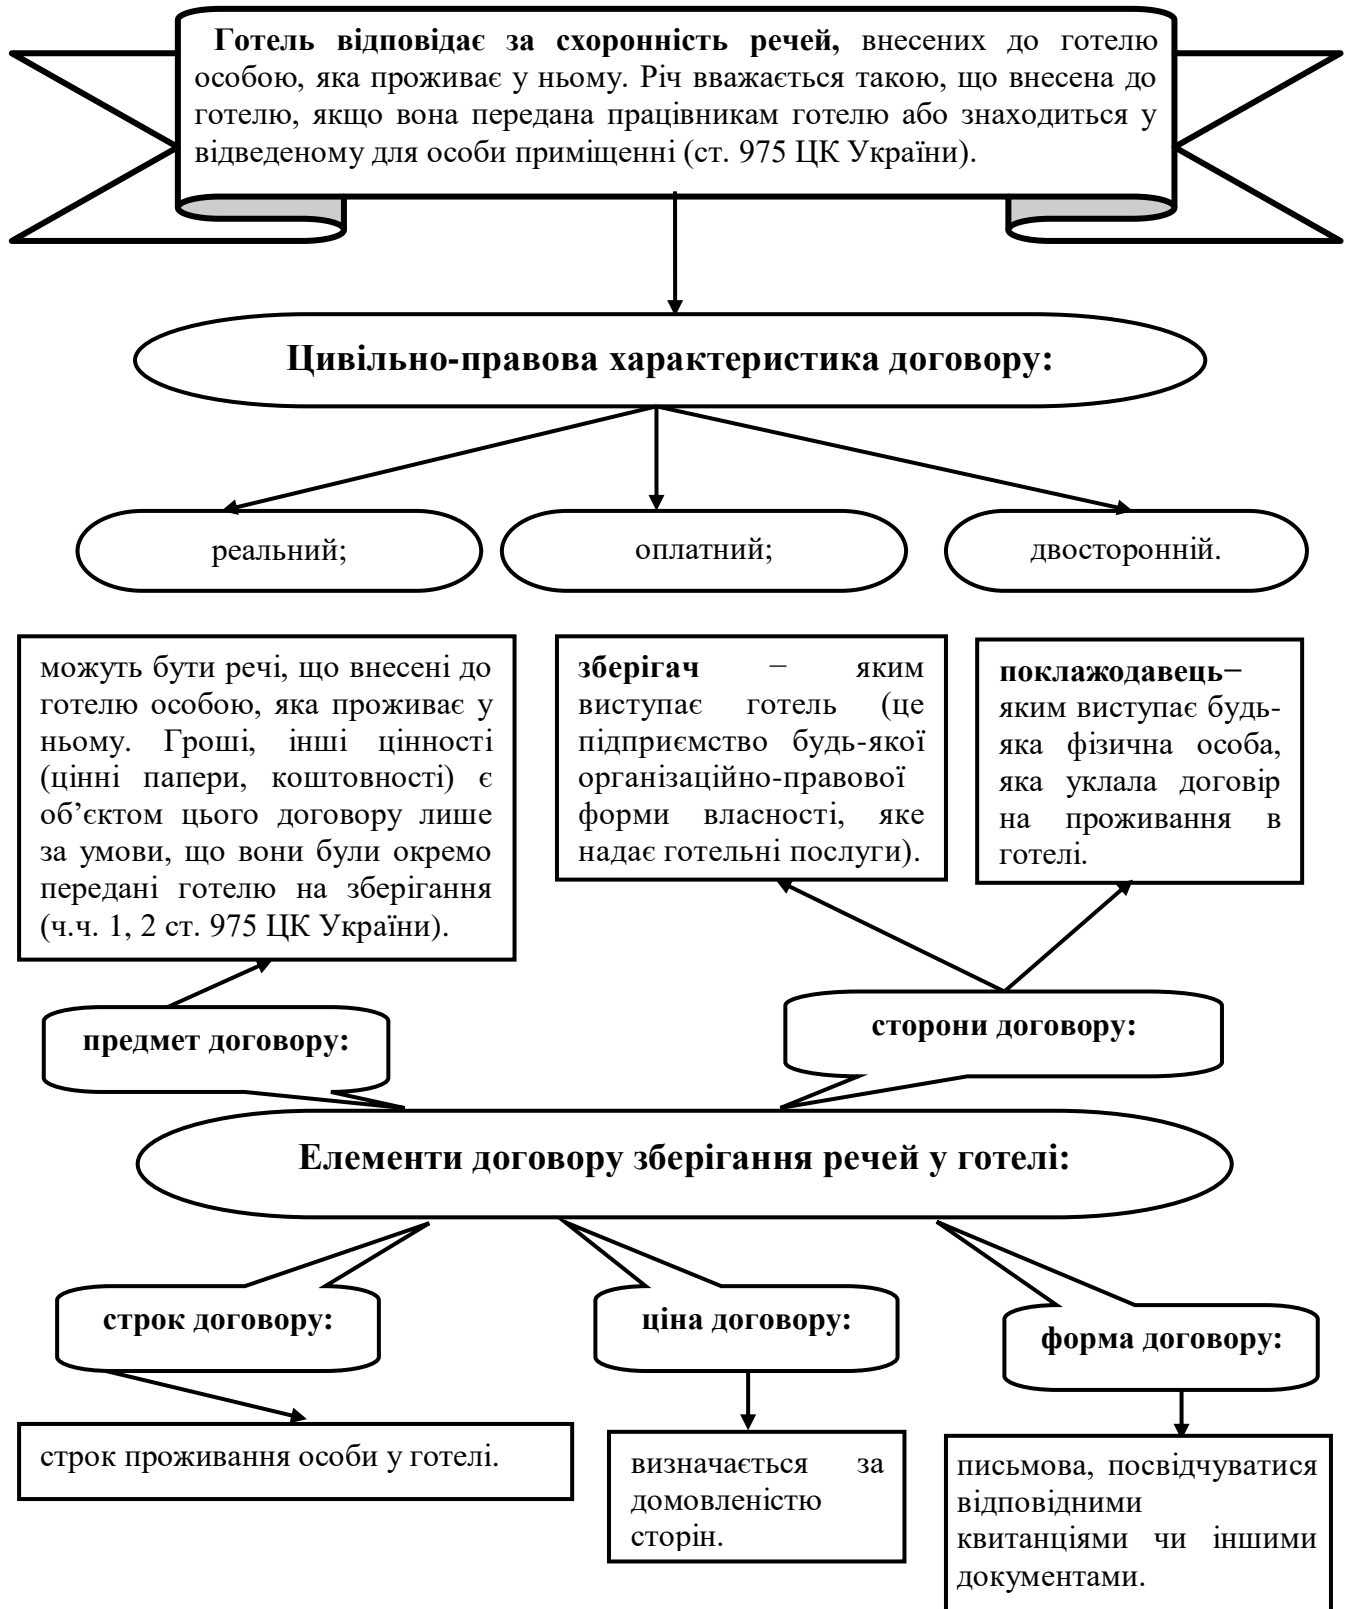 Готель відповідає за схоронність речей, внесених до готелю
особою, яка проживає у ньому. Річ вважається такою, що внесена до
готелю, якщо вона передана працівникам готелю або знаходиться у
відведеному для особи приміщенні (ст. 975 ЦК України).
Цивільно-правова характеристика договору:
реальний;
оплатний;
двосторонній.
можуть бути речі, що внесені до
готелю особою, яка проживає у
ньому. Гроші, інші цінності
(цінні папери, коштовності) є
об’єктом цього договору лише
за умови, що вони були окремо
передані готелю на зберігання
(ч.ч. 1, 2 ст. 975 ЦК України).
зберігач − яким
виступає готель (це
підприємство будь-якої
організаційно-правової
форми власності, яке
надає готельні послуги).
поклажодавець−
яким виступає будь-
яка фізична особа,
яка уклала договір
на проживання в
готелі.
предмет договору:
сторони договору:
Елементи договору зберігання речей у готелі:
строк договору:
ціна договору:
форма договору:
строк проживання особи у готелі.
визначається за
домовленістю
сторін.
письмова, посвідчуватися
відповідними
квитанціями чи іншими
документами.